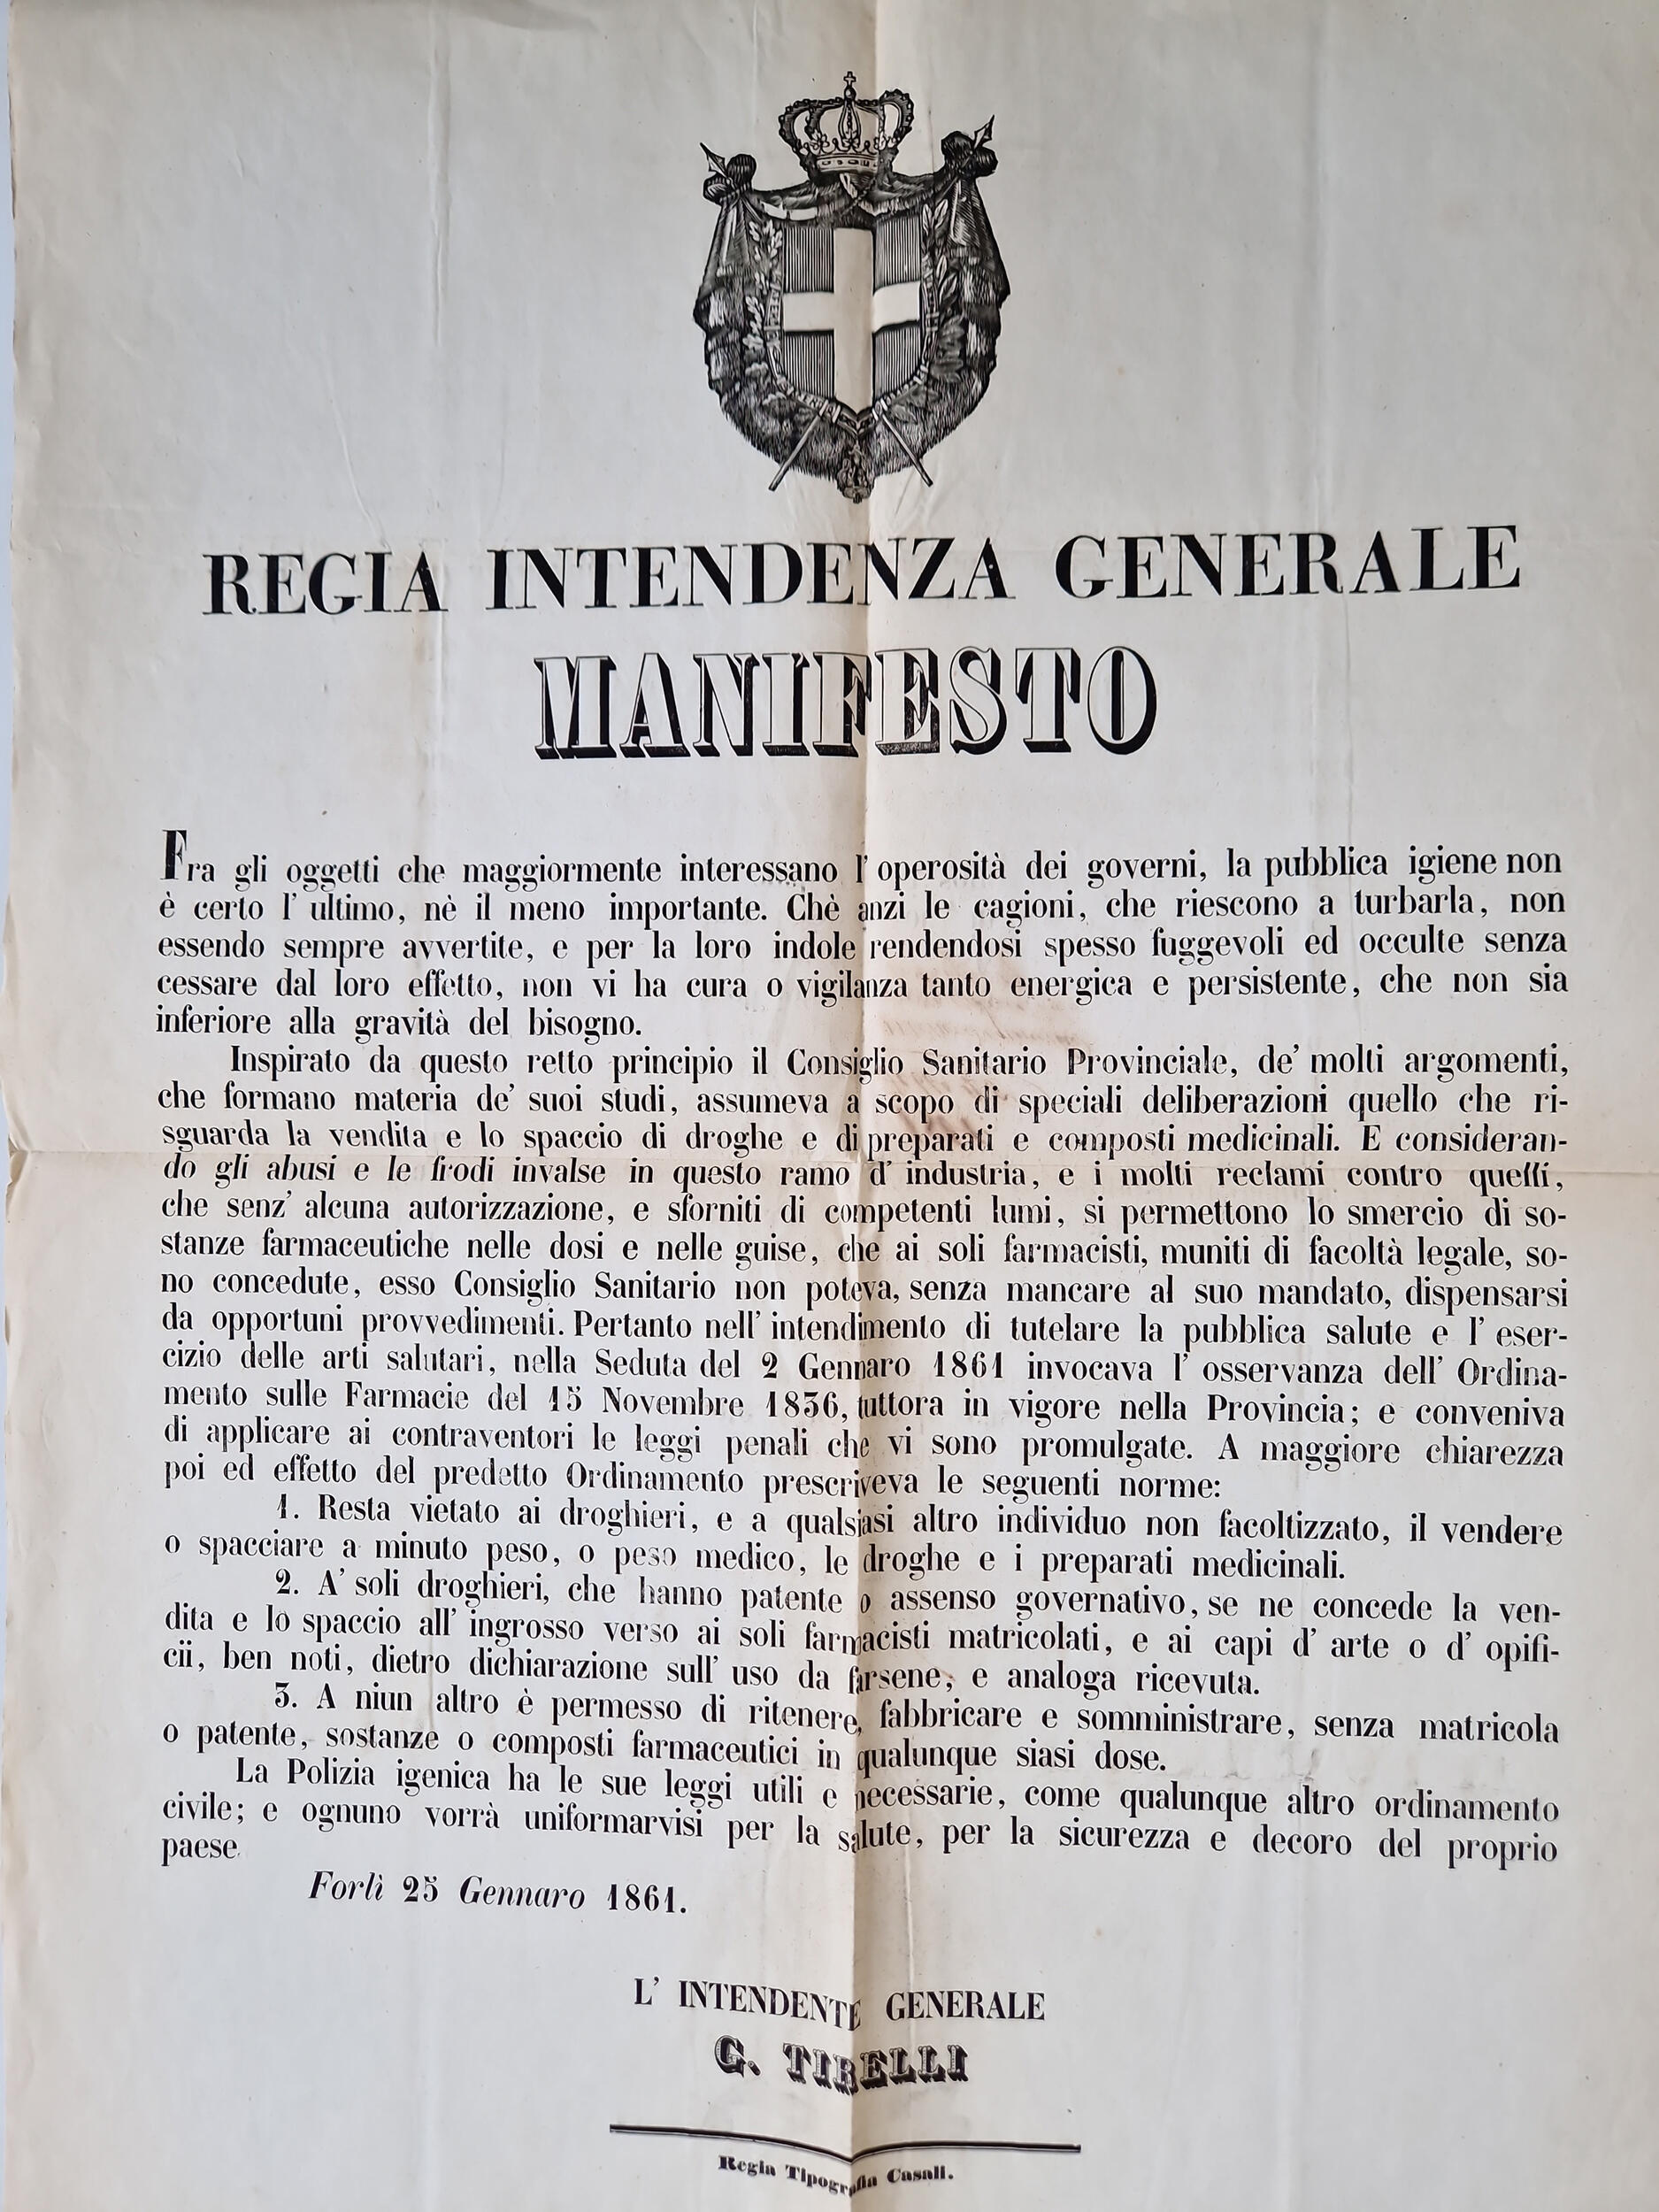 REGIA INTENDENZA GENERALE
MANIFESTO
Fra gli oggetti che maggiormente interessano l' operosità dei governi, la pubblica igiene non
è certo l' ultimo, nè il meno importante. Chè anzi le cagioni, che riescono a turbarla, non
essendo sempre avvertite, e per la loro indole rendendosi spesso fuggevoli ed occulte senza
cessare dal loro effetto, non vi ha cura o vigilanza tanto energica e persistente, che non sia
inferiore alla gravità del bisogno.
Inspirato da questo retto principio il Consiglio Sanitario Provinciale, de' molti argomenti,
che formano materia de' suoi studi, assumeva a scopo di speciali deliberazioni quello che ri-
sguarda la vendita e lo spaccio di droghe e di preparati e composti medicinali. E consideran-
do gli abusi e le frodi invalse in questo ramo d' industria, e i molti reclami contro quelli,
che senz' alcuna autorizzazione, e sforniti di competenti lumi, si permettono lo smercio di so-
stanze farmaceutiche nelle dosi e nelle guise, che ai soli farmacisti, muniti di facoltà legale, so-
no concedute, esso Consiglio Sanitario non poteva, senza mancare al suo mandato, dispensarsi
da opportuni provvedimenti. Pertanto nell' intendimento di tutelare la pubblica salute e l' eser-
cizio delle arti salutari, nella Seduta del 2 Gennaro 1861 invocava l' osservanza dell' Ordina-
mento sulle Farmacie del 15 Novembre 1836, tuttora in vigore nella Provincia; e conveniva
di applicare ai contraventori le leggi penali che vi sono promulgate. A maggiore chiarezza
poi ed effetto del predetto Ordinamento prescriveva le seguenti norme:
1. Resta vietato ai droghieri, e a qualsiasi altro individuo non facoltizzato, il vendere
o spacciare a minuto peso, o peso medico, le droghe e i preparati medicinali.
2. A' soli droghieri, che hanno patente o assenso governativo, se ne concede la ven-
dita e lo spaccio all' ingrosso verso ai soli farmacisti matricolati, e ai capi d' arte o d' opifi-
cii, ben noti, dietro dichiarazione sull' uso da farsene, e analoga ricevuta.
3. A niun altro è permesso di ritenere, fabbricare e somministrare, senza matricola
o patente, sostanze o composti farmaceutici in qualunque siasi dose.
La Polizia igenica ha le sue leggi utili e necessarie, come qualunque altro ordinamento
civile; e ognuno vorrà uniformarvisi per la salute, per la sicurezza e decoro del proprio
paese.
Forlì 25 Gennaro 1861.
L' INTENDENTE GENERALE
G. TIRELLI
Regia Tipografia Casali.